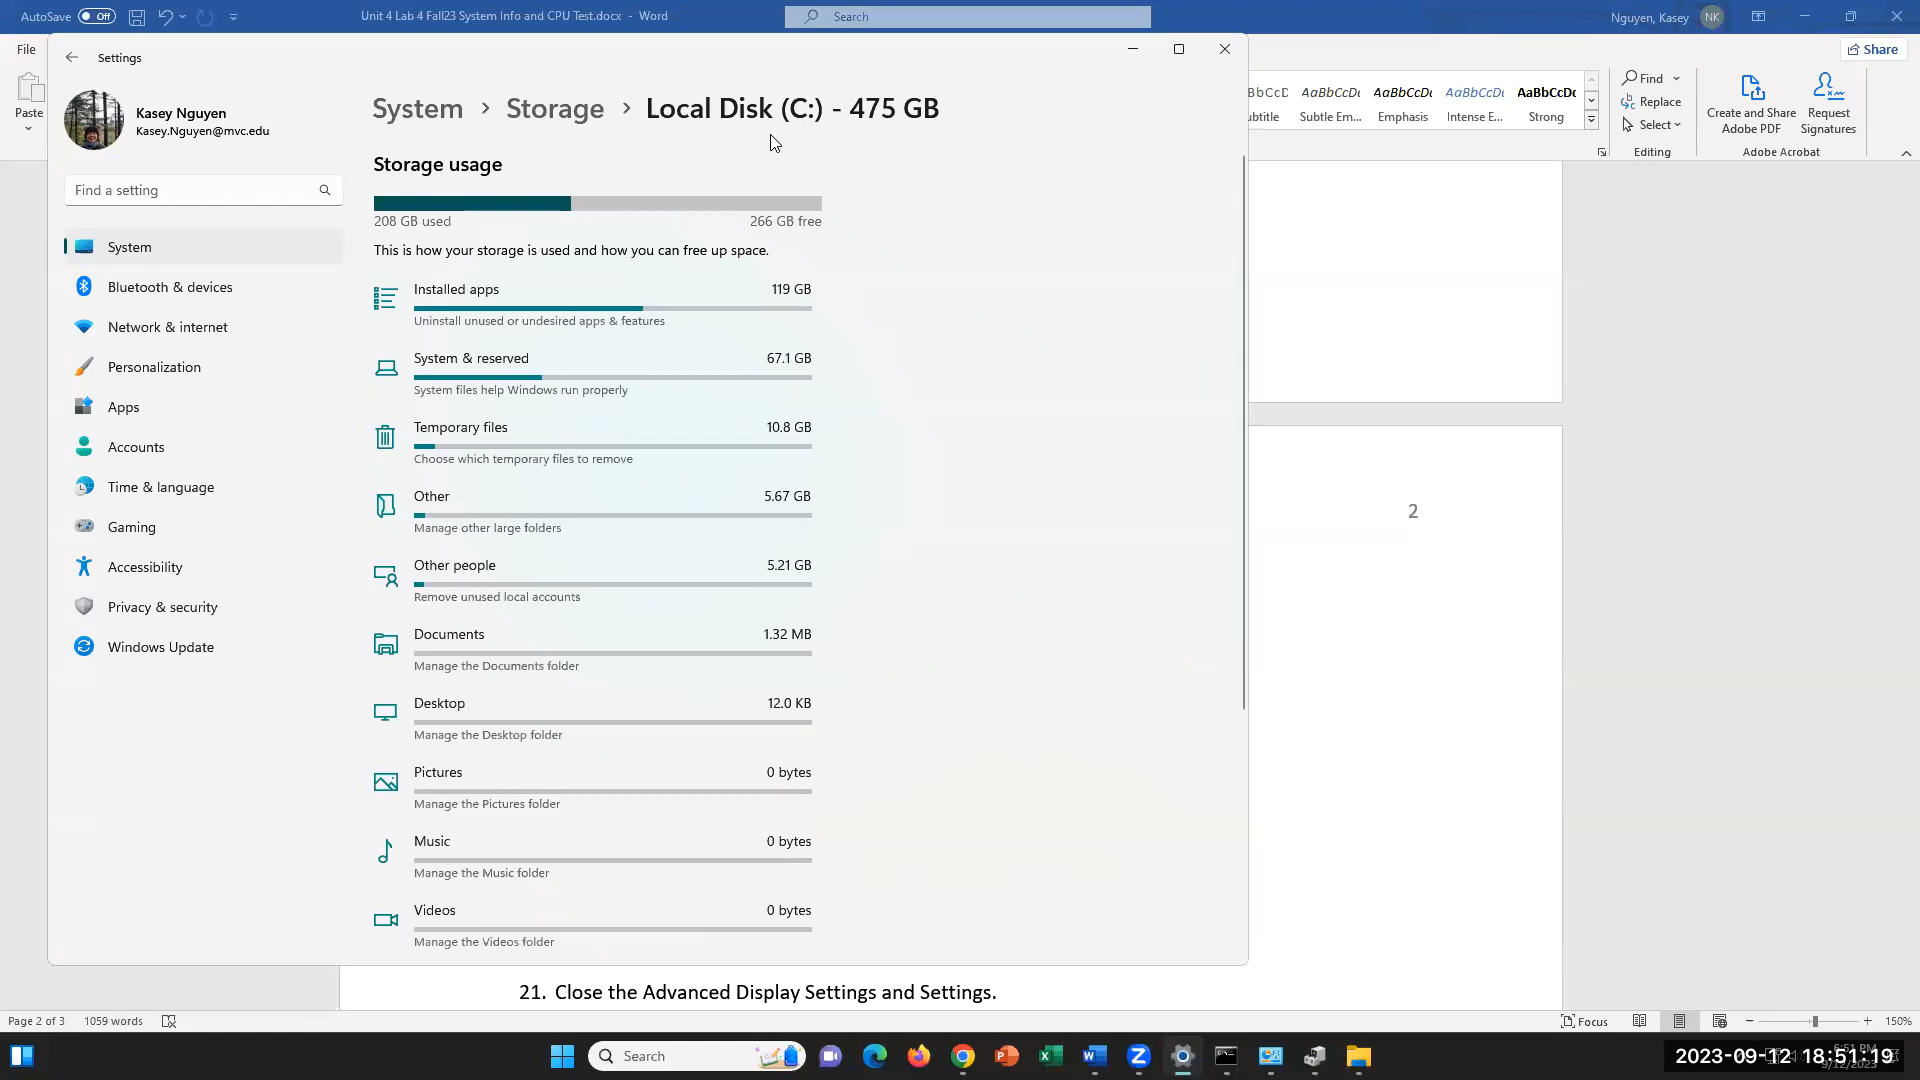 AutoSave Off
Unit 4 Lab 4 Fall23 System Info and CPU Test.docx - Word
Search
Nguyen, Kasey NK
File
Share
Settings
Paste
Kasey Nguyen
Kasey.Nguyen@mvc.edu
Find a setting
System
Bluetooth & devices
Network & internet
Personalization
Apps
Accounts
Time & language
Gaming
Accessibility
Privacy & security
Windows Update
System > Storage > Local Disk (C:) - 475 GB
Storage usage
208 GB used 266 GB free
This is how your storage is used and how you can free up space.
Installed apps 119 GB
Uninstall unused or undesired apps & features
System & reserved 67.1 GB
System files help Windows run properly
Temporary files 10.8 GB
Choose which temporary files to remove
Other 5.67 GB
Manage other large folders
Other people 5.21 GB
Remove unused local accounts
Documents 1.32 MB
Manage the Documents folder
Desktop 12.0 KB
Manage the Desktop folder
Pictures 0 bytes
Manage the Pictures folder
Music 0 bytes
Manage the Music folder
Videos 0 bytes
Manage the Videos folder
AaBbCcDc AaBbCcDc AaBbCcDc AaBbCcDc
Subtle Em... Emphasis Intense E... Strong
Find
Replace
Select
Editing
Create and Share
Adobe PDF
Request
Signatures
Adobe Acrobat
2
21. Close the Advanced Display Settings and Settings.
Page 2 of 3 1059 words
Focus
150%
Search
2023-09-12 18:51:19